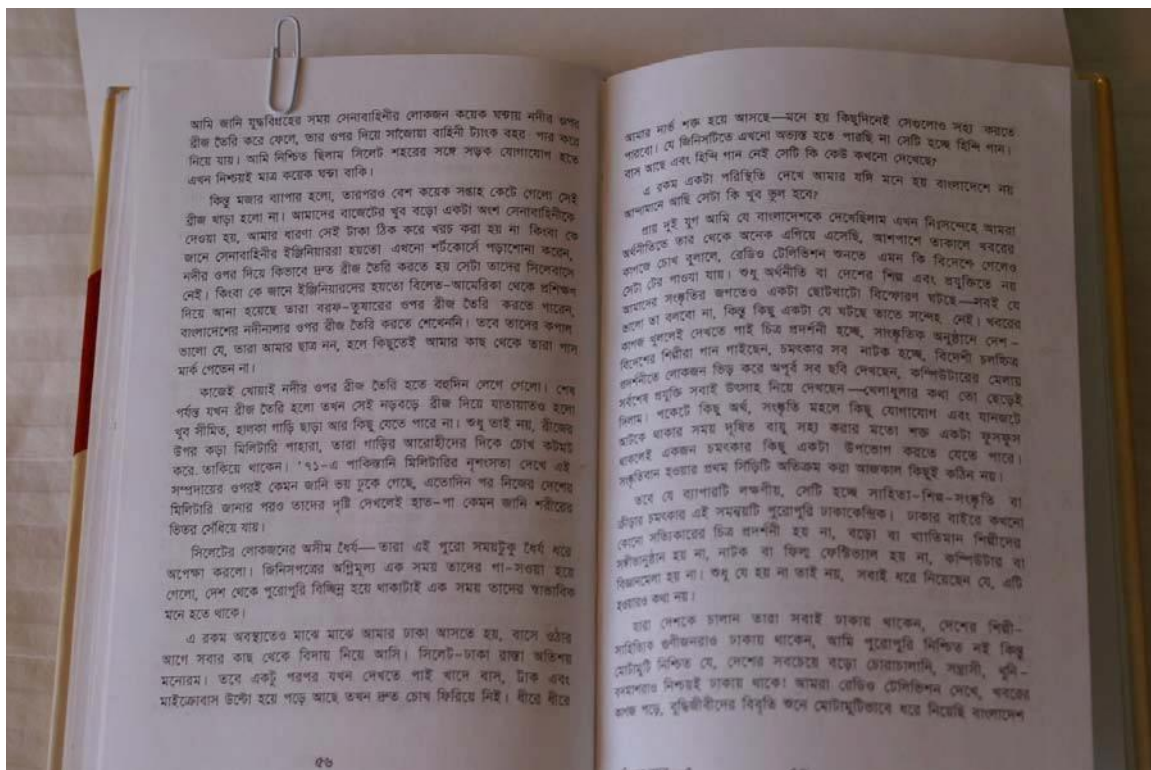 আমি জানি যুদ্ধবিগ্রহের সময় সেনাবাহিনীর লোকজন কয়েক ঘন্টায় নদীর ওপর
ব্রীজ তৈরি করে ফেলে, তার ওপর দিয়ে সাজোয়া বাহিনী ট্যাংক বহর পার করে
নিয়ে যায়। আমি নিশ্চিত ছিলাম সিলেট শহরের সঙ্গে সড়ক যোগাযোগ হতে
এখন নিশ্চয়ই মাত্র কয়েক ঘন্টা বাকি।
কিন্তু মজার ব্যাপার হলো, তারপরও বেশ কয়েক সপ্তাহ কেটে গেলো সেই
ব্রীজ খাড়া হলো না। আমাদের বাজেটের খুব বড়ো একটা অংশ সেনাবাহিনীকে
দেওয়া হয়, আমার ধারণা সেই টাকা ঠিক করে খরচ করা হয় না কিংবা কে
জানে সেনাবাহিনীর ইঞ্জিনিয়াররা হয়তো এখনো শর্টকোর্সে পড়াশোনা করেন,
নদীর ওপর দিয়ে কিভাবে দ্রুত ব্রীজ তৈরি করতে হয় সেটা তাদের সিলেবাসে
নেই। কিংবা কে জানে ইঞ্জিনিয়ারদের হয়তো বিলেত-আমেরিকা থেকে প্রশিক্ষণ
দিয়ে আনা হয়েছে তারা বরফ-তুষারের ওপর ব্রীজ তৈরি করতে পারেন,
বাংলাদেশের নদীনালার ওপর ব্রীজ তৈরি করতে শেখেননি। তবে তাদের কপাল
ভালো যে, তারা আমার ছাত্র নন, হলে কিছুতেই আমার কাছ থেকে তারা পাস
মার্ক পেতেন না।
কাজেই খোয়াই নদীর ওপর ব্রীজ তৈরি হতে বহুদিন লেগে গেলো। শেষ
পর্যন্ত যখন ব্রীজ তৈরি হলো তখন সেই নড়বড়ে ব্রীজ দিয়ে যাতায়াতও হলো
খুব সীমিত, হালকা গাড়ি ছাড়া আর কিছু যেতে পারে না। শুধু তাই নয়, ব্রীজের
উপর কড়া মিলিটারি পাহারা, তারা গাড়ির আরোহীদের দিকে চোখ কটমট
করে তাকিয়ে থাকেন। '৭১-এ পাকিস্তানি মিলিটারির নৃশংসতা দেখে এই
সম্প্রদায়ের ওপরই কেমন জানি ভয় ঢুকে গেছে, এতোদিন পর নিজের দেশের
মিলিটারি জানার পরও তাদের দৃষ্টি দেখলেই হাত-পা কেমন জানি শরীরের
ভিতর সেঁধিয়ে যায়।
সিলেটের লোকজনের অসীম ধৈর্য— তারা এই পুরো সময়টুকু ধৈর্য ধরে
অপেক্ষা করলো। জিনিসপত্রের অগ্নিমূল্য এক সময় তাদের গা-সওয়া হয়ে
গেলো, দেশ থেকে পুরোপুরি বিচ্ছিন্ন হয়ে থাকাটাই এক সময় তাদের স্বাভাবিক
মনে হতে থাকে।
এ রকম অবস্থাতেও মাঝে মাঝে আমার ঢাকা আসতে হয়, বাসে ওঠার
আগে সবার কাছ থেকে বিদায় নিয়ে আসি। সিলেট-ঢাকা রাস্তা অতিশয়
মনোরম। তবে একটু পরপর যখন দেখতে পাই খাদে বাস, ট্রাক এবং
মাইক্রোবাস উল্টো হয়ে পড়ে আছে তখন দ্রুত চোখ ফিরিয়ে নিই। ধীরে ধীরে
৫৬
আমার নার্ভ শক্ত হয়ে আসছে—মনে হয় কিছুদিনেই সেগুলোও সহ্য করতে
পারবো। যে জিনিসটিতে এখনো অভ্যস্ত হতে পারছি না সেটি হচ্ছে হিন্দি গান।
বাস আছে এবং হিন্দি গান নেই সেটি কি কেউ কখনো দেখেছে?
এ রকম একটা পরিস্থিতি দেখে আমার যদি মনে হয় বাংলাদেশে নয়
আন্দামানে আছি সেটা কি খুব ভুল হবে?
প্রায় দুই যুগ আমি যে বাংলাদেশকে দেখেছিলাম এখন নিঃসন্দেহে আমরা
অর্থনীতিতে তার থেকে অনেক এগিয়ে এসেছি, আশপাশে তাকালে খবরের
কাগজে চোখ বুলালে, রেডিও টেলিভিশন শুনতে এমন কি বিদেশে গেলেও
সেটা টের পাওয়া যায়। শুধু অর্থনীতি বা দেশের শিল্প এবং প্রযুক্তিতে নয়
আমাদের সংস্কৃতির জগতেও একটা ছোটখাটো বিস্ফোরণ ঘটছে—সবই যে
ভালো তা বলবো না, কিন্তু কিছু একটা যে ঘটছে তাতে সন্দেহ নেই। খবরের
কাগজ খুললেই দেখতে পাই চিত্র প্রদর্শনী হচ্ছে, সাংস্কৃতিক অনুষ্ঠানে দেশ-
বিদেশের শিল্পীরা গান গাইছেন, চমৎকার সব নাটক হচ্ছে, বিদেশী চলচ্চিত্র
প্রদর্শনীতে লোকজন ভিড় করে অপূর্ব সব ছবি দেখছেন, কম্পিউটারের মেলায়
সর্বশেষ প্রযুক্তি সবাই উৎসাহ নিয়ে দেখছেন—খেলাধুলার কথা তো ছেড়েই
দিলাম। পকেটে কিছু অর্থ, সংস্কৃতি মহলে কিছু যোগাযোগ এবং যানজটে
আটকে থাকার সময় দূষিত বায়ু সহ্য করার মতো শক্ত একটা ফুসফুস
থাকলেই একজন চমৎকার কিছু একটা উপভোগ করতে যেতে পারে।
সংস্কৃতিবান হওয়ার প্রথম সিঁড়িটি অতিক্রম করা আজকাল কিছুই কঠিন নয়।
তবে যে ব্যাপারটি লক্ষণীয়, সেটি হচ্ছে সাহিত্য-শিল্প-সংস্কৃতি বা
ক্রীড়ার চমৎকার এই সমন্বয়টি পুরোপুরি ঢাকাকেন্দ্রিক। ঢাকার বাইরে কখনো
কোনো সত্যিকারের চিত্র প্রদর্শনী হয় না, বড়ো বা খ্যাতিমান শিল্পীদের
সঙ্গীতানুষ্ঠান হয় না, নাটক বা ফিল্ম ফেস্টিভ্যাল হয় না, কম্পিউটার বা
বিজ্ঞানমেলা হয় না। শুধু যে হয় না তাই নয়, সবাই ধরে নিয়েছেন যে, এটি
হওয়ারও কথা নয়।
যারা দেশকে চালান তারা সবাই ঢাকায় থাকেন, দেশের শিল্পী-
সাহিত্যিক গুণীজনরাও ঢাকায় থাকেন, আমি পুরোপুরি নিশ্চিত নই কিন্তু
মোটামুটি নিশ্চিত যে, দেশের সবচেয়ে বড়ো চোরাচালানি, সন্ত্রাসী, খুনি-
বদমাশরাও নিশ্চয়ই ঢাকায় থাকে! আমরা রেডিও টেলিভিশন দেখে, খবরের
কাগজ পড়ে, বুদ্ধিজীবীদের বিবৃতি শুনে মোটামুটিভাবে ধরে নিয়েছি বাংলাদেশ